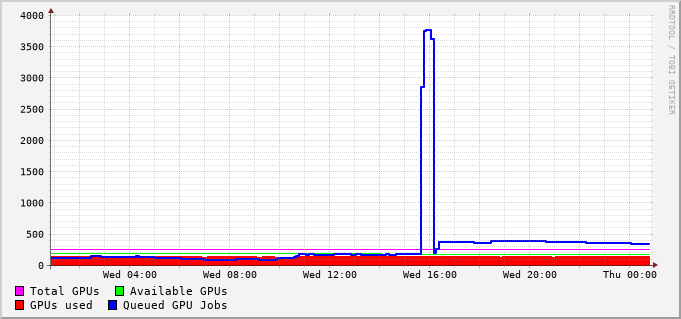 4000
3500
3000
2500
2000
1500
1000
500
0
Wed 04:00 Wed 08:00 Wed 12:00 Wed 16:00 Wed 20:00 Thu 00:00
Total GPUs Available GPUs
GPUs used Queued GPU Jobs
RRDTOOL / TOBI OETIKER